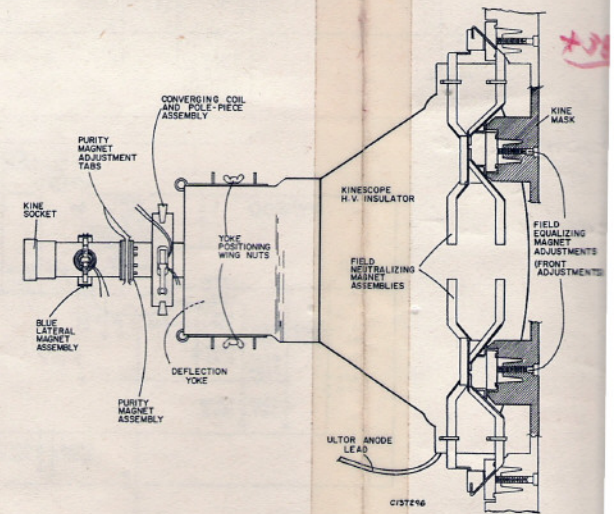 CONVERGING COIL
AND POLE-PIECE
ASSEMBLY
PURITY
MAGNET
ADJUSTMENT
TABS
KINE
SOCKET
BLUE
LATERAL
MAGNET
ASSEMBLY
PURITY
MAGNET
ASSEMBLY
DEFLECTION
YOKE
YOKE
POSITIONING
WING NUTS
KINESCOPE
H.V. INSULATOR
FIELD
NEUTRALIZING
MAGNET
ASSEMBLIES
KINE
MASK
FIELD
EQUALIZING
MAGNET
ADJUSTMENTS
(FRONT
ADJUSTMENTS
ULTOR ANODE
LEAD
C157296